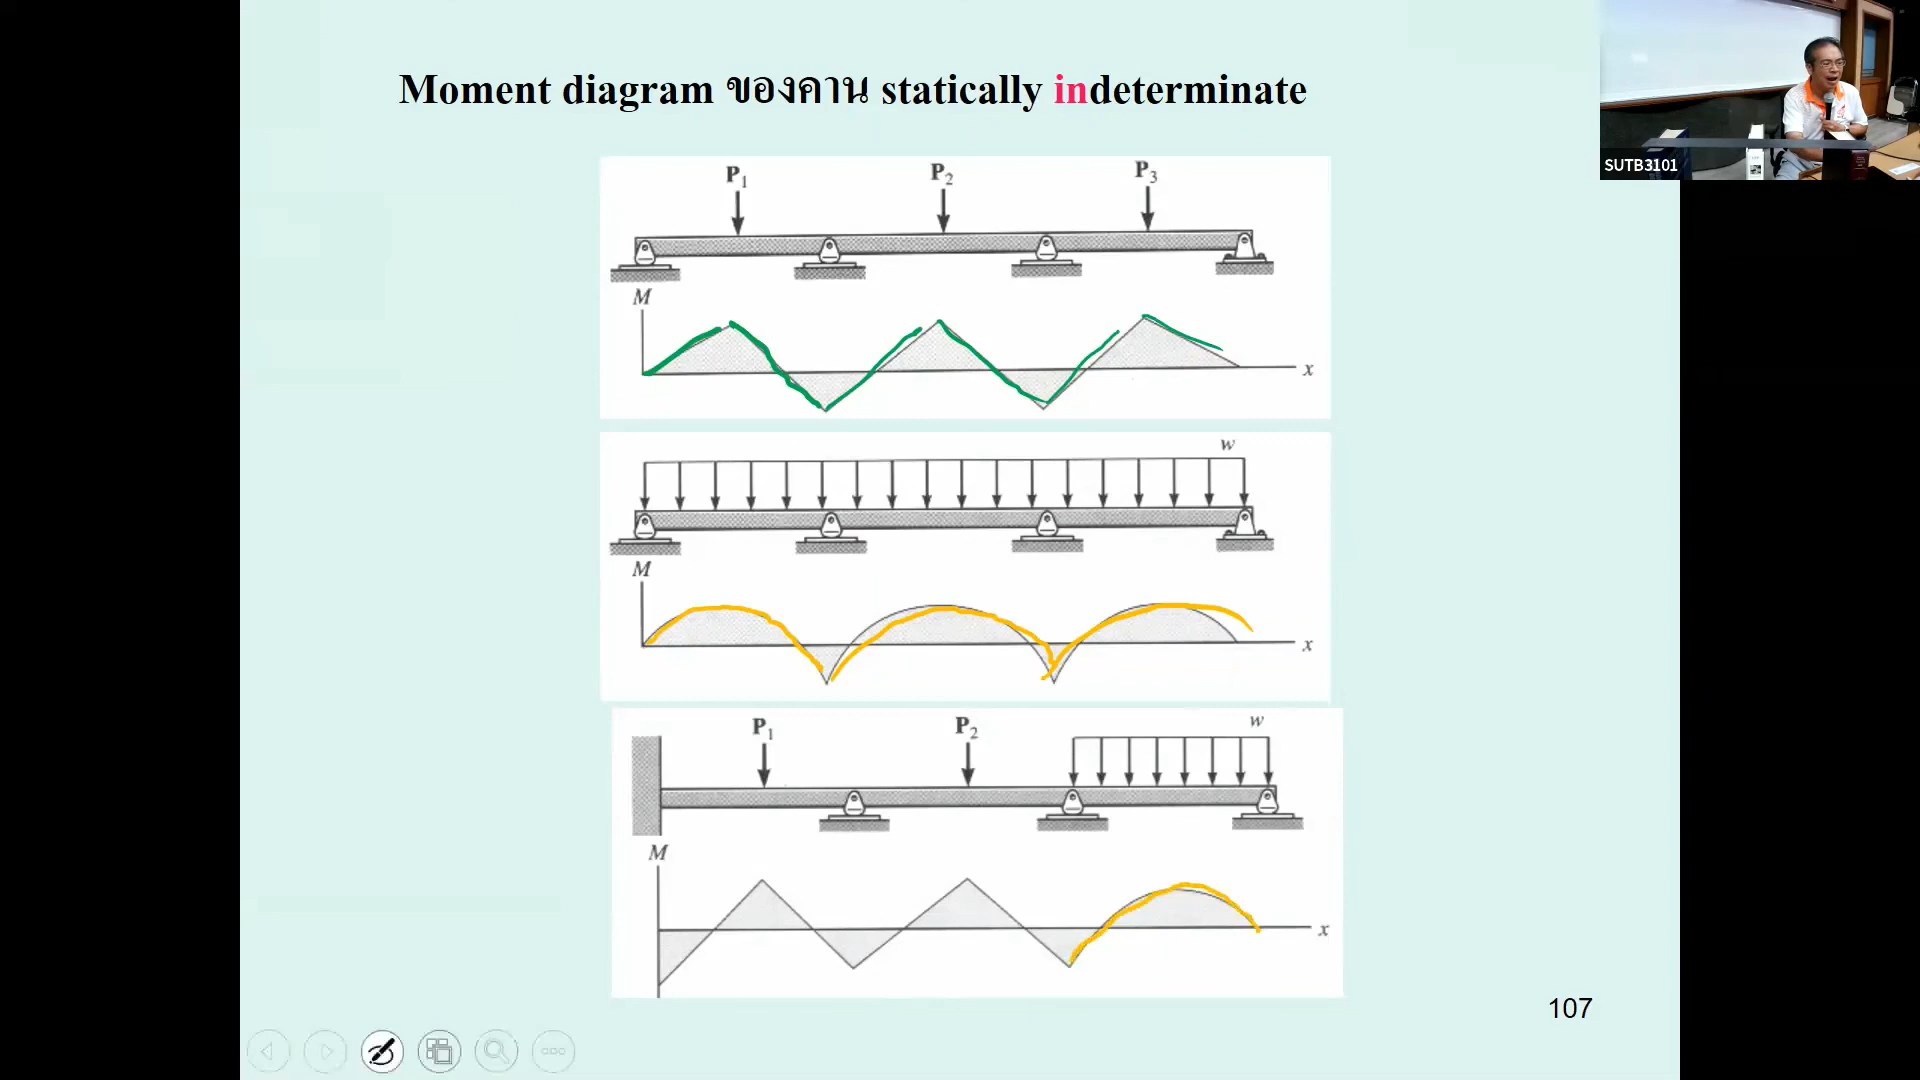 Moment diagram ของคาน statically indeterminate
SUTB3101
P1
P2
P3
M
x
w
M
x
P1
P2
w
M
x
107